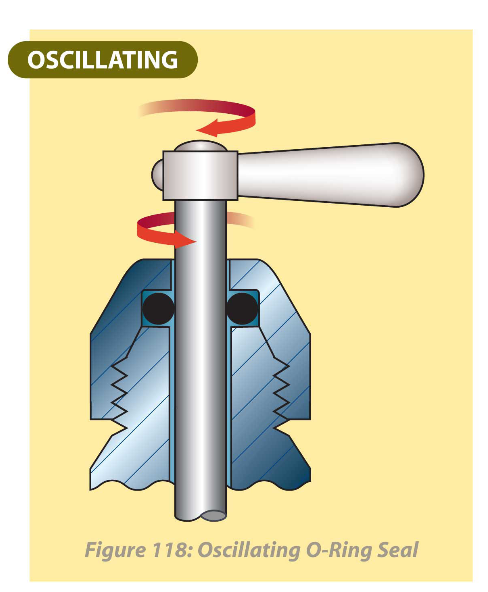 OSCILLATING
Figure 118: Oscillating O-Ring Seal